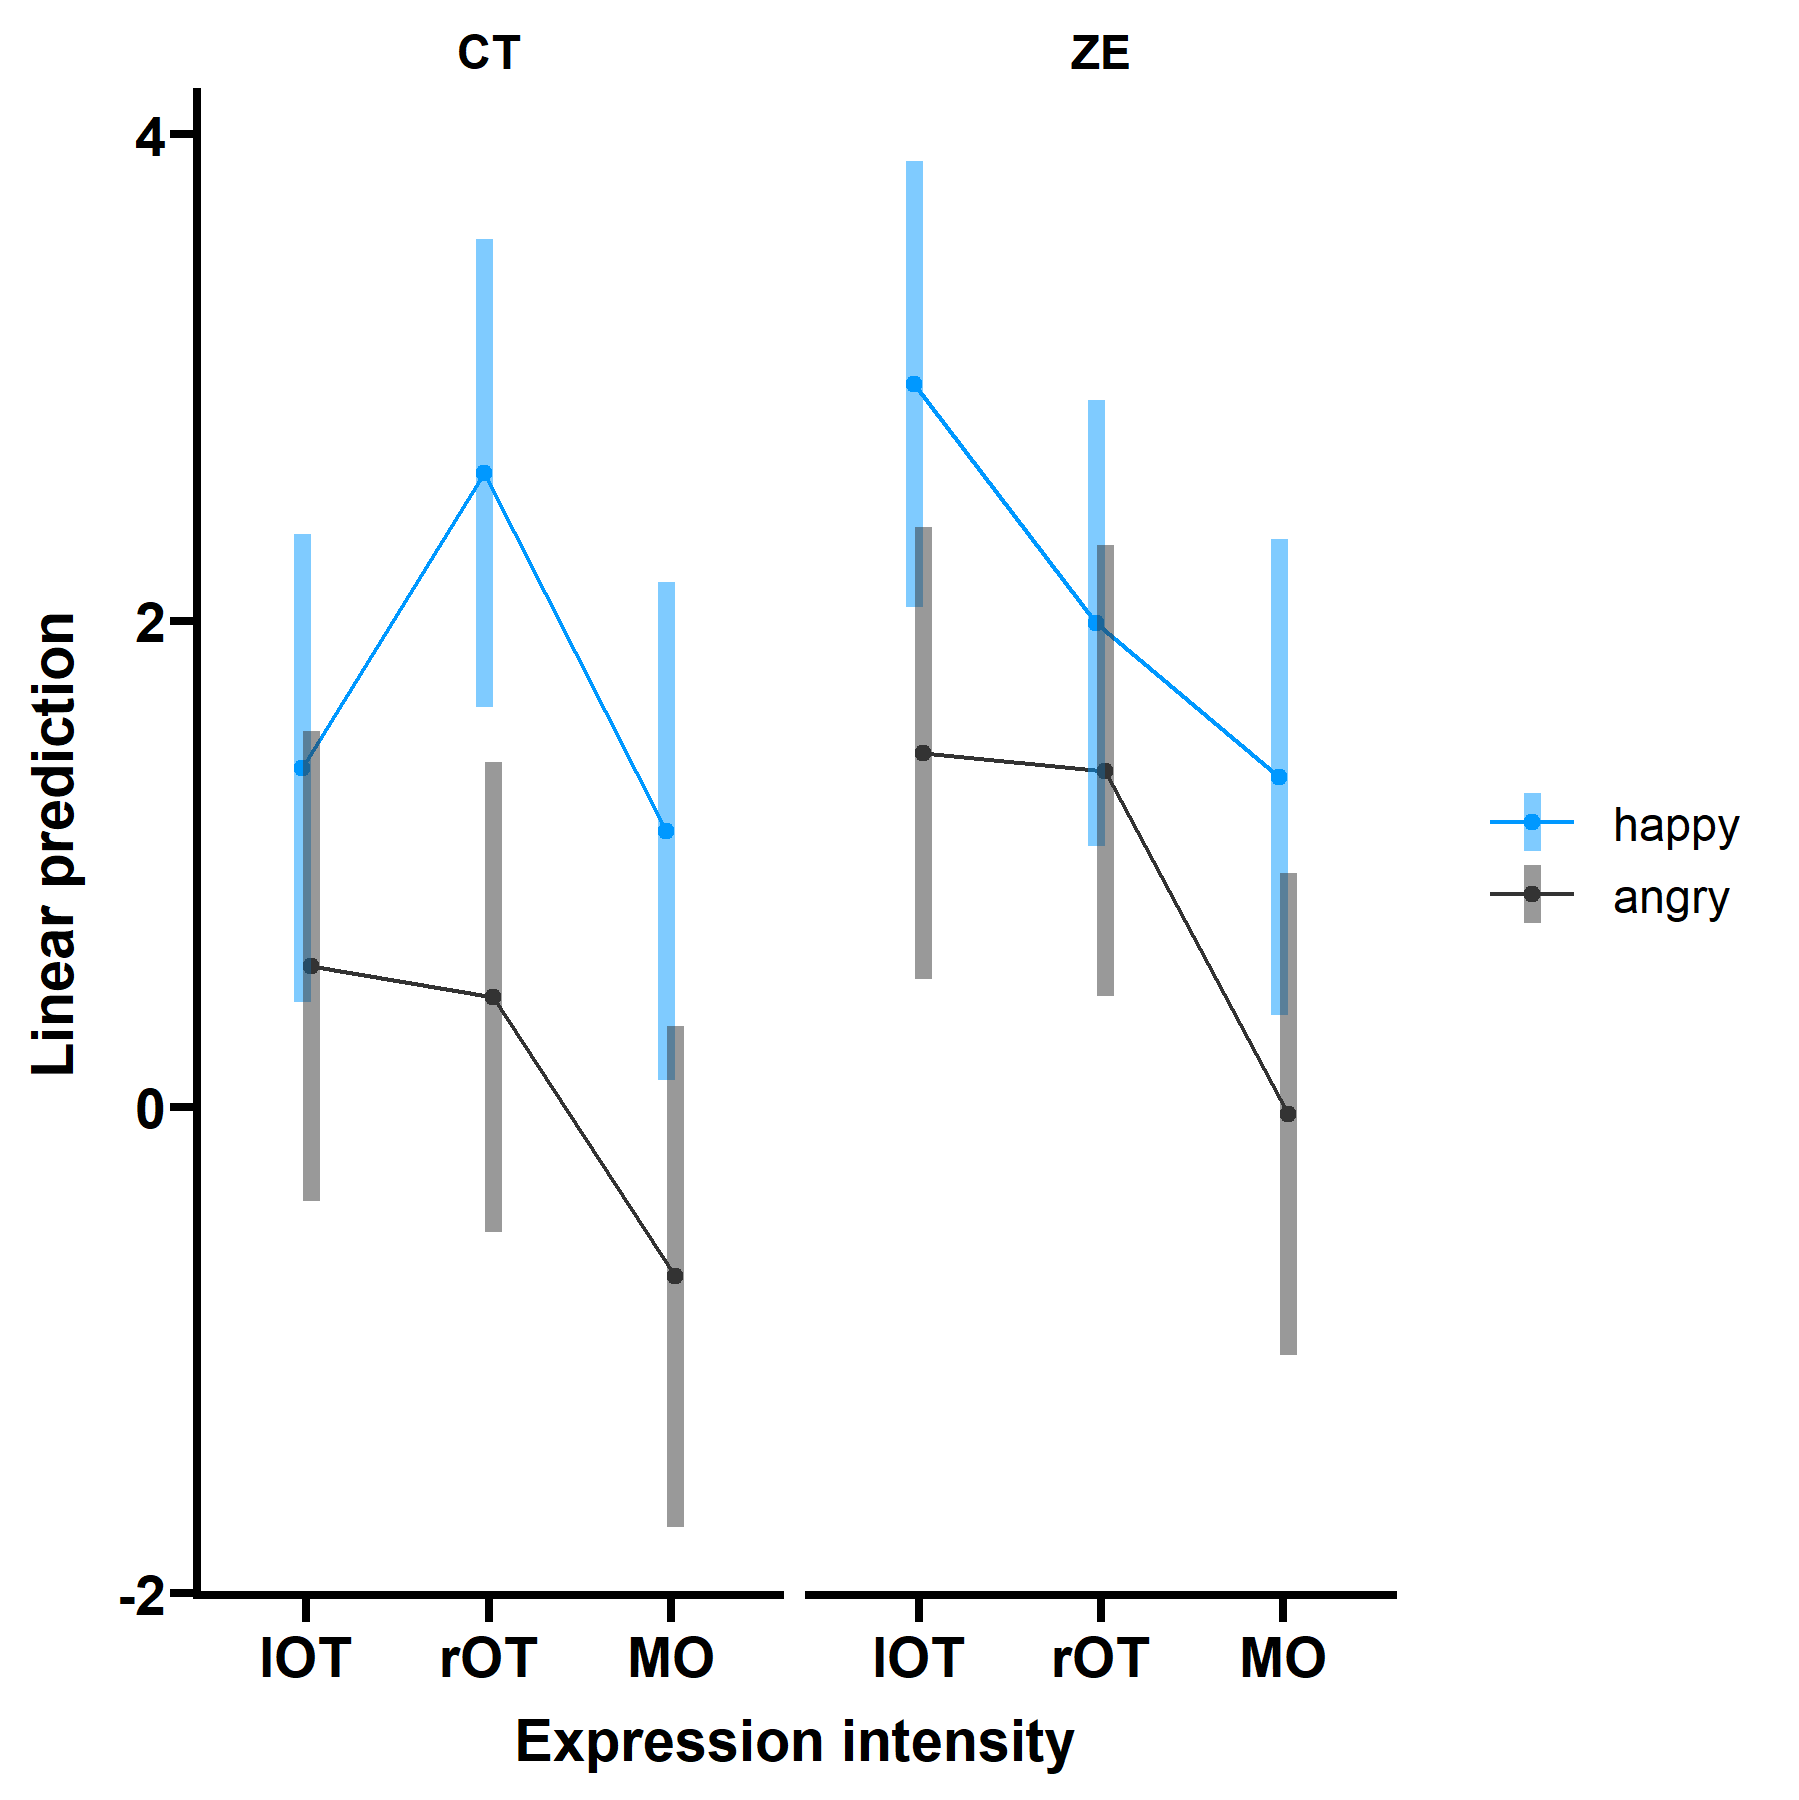 CT
ZE
4
2
0
-2
Linear prediction
lOT
rOT
MO
lOT
rOT
MO
Expression intensity
happy
angry